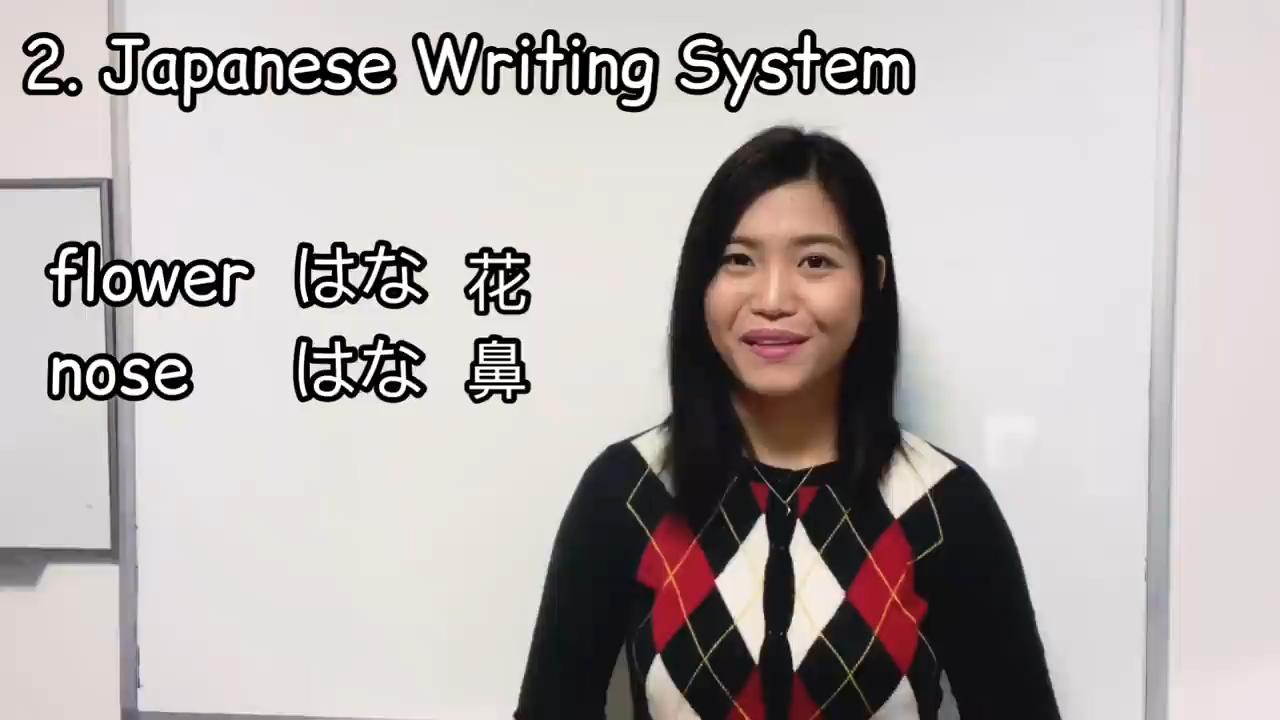 2. Japanese Writing System
flower はな 花
nose はな 鼻